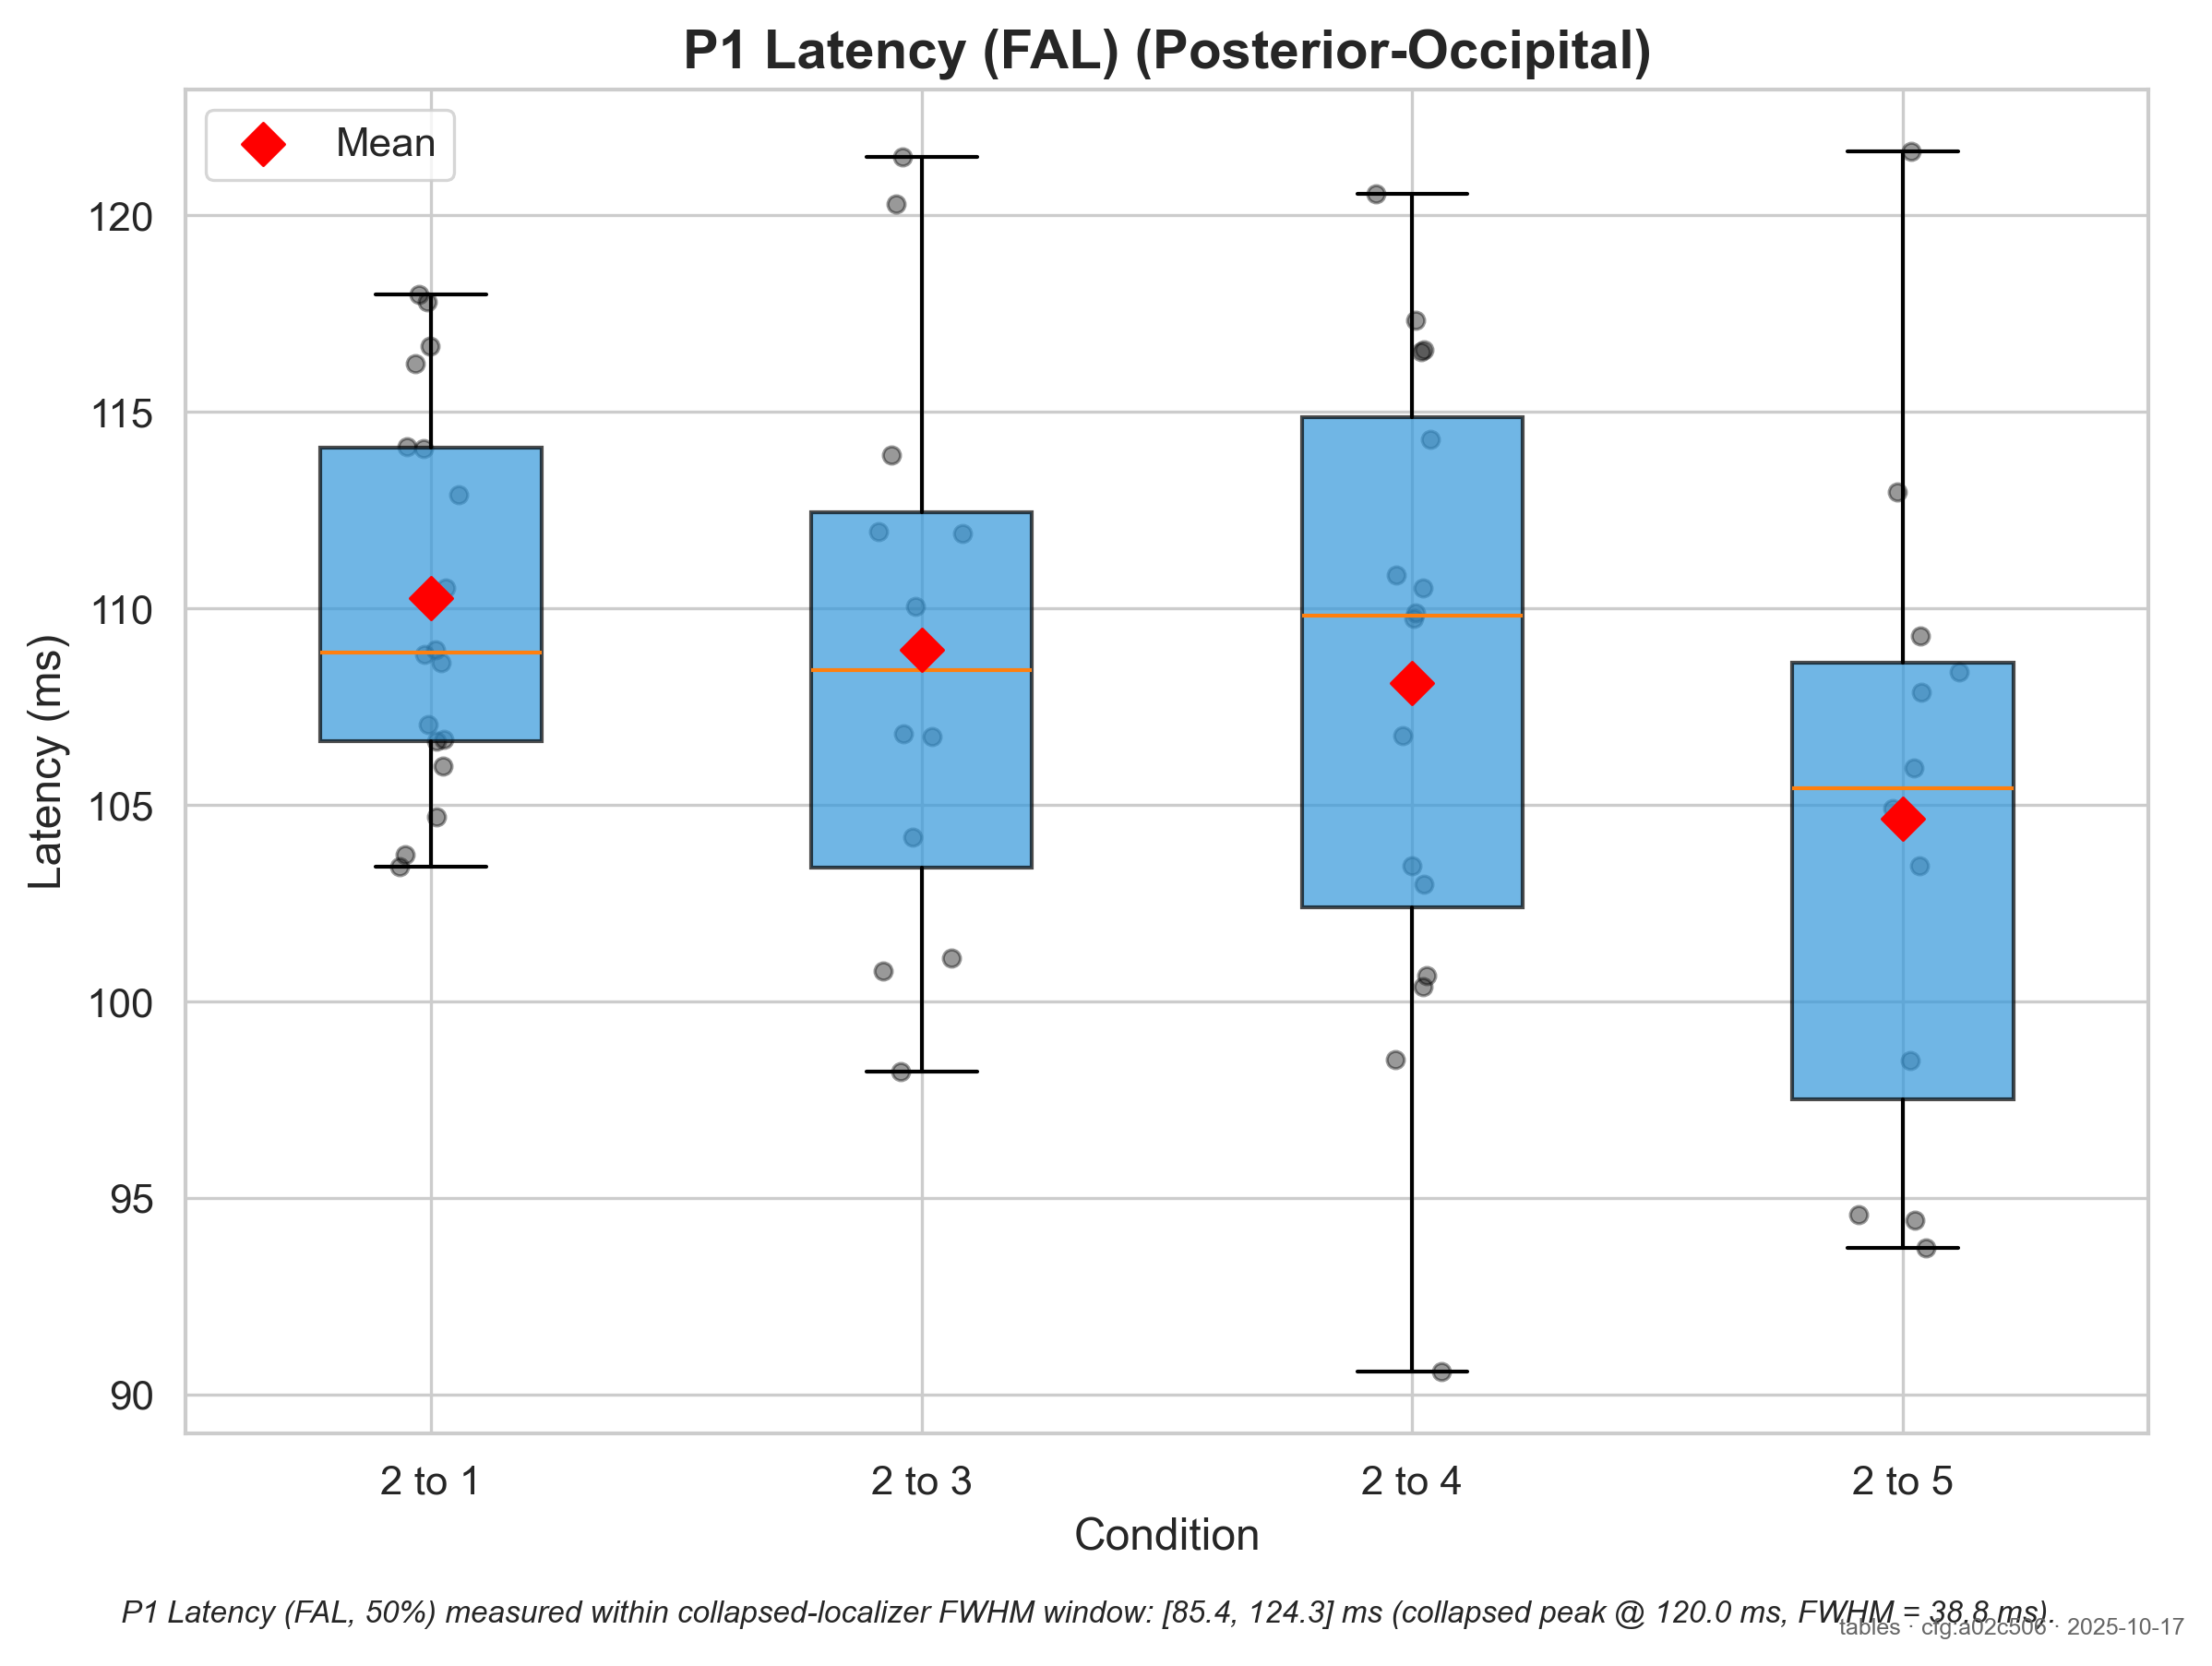 P1 Latency (FAL) (Posterior-Occipital)
Mean
120
115
110
105
100
95
90
Latency (ms)
2 to 1
2 to 3
2 to 4
2 to 5
Condition
P1 Latency (FAL, 50%) measured within collapsed-localizer FWHM window: [85.4, 124.3] ms (collapsed peak @ 120.0 ms, FWHM = 38.8 ms).
tables · cfg:a02c506 · 2025-10-17